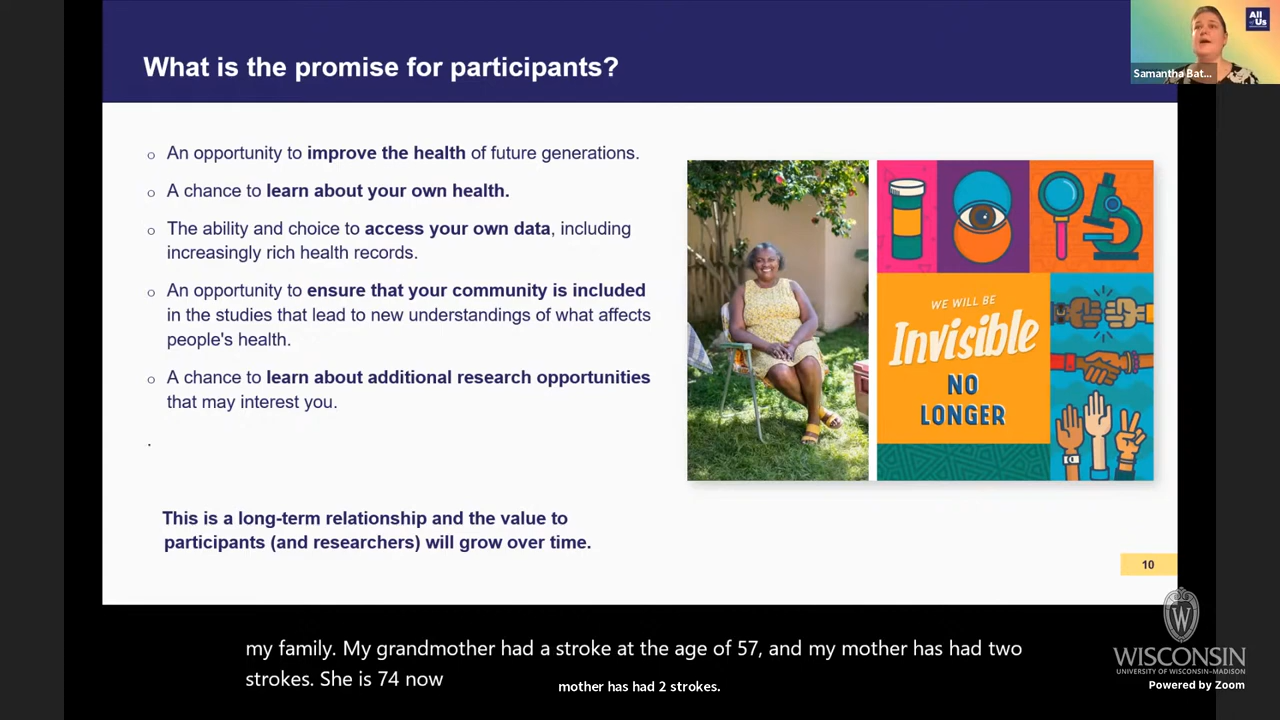 What is the promise for participants?
All
of Us
Samantha Bat...
An opportunity to improve the health of future generations.
A chance to learn about your own health.
The ability and choice to access your own data, including
increasingly rich health records.
An opportunity to ensure that your community is included
in the studies that lead to new understandings of what affects
people's health.
A chance to learn about additional research opportunities
that may interest you.
.
This is a long-term relationship and the value to
participants (and researchers) will grow over time.
WE WILL BE
Invisible
NO
LONGER
10
my family. My grandmother had a stroke at the age of 57, and my mother has had two
strokes. She is 74 now
mother has had 2 strokes.
W
WISCONSIN
UNIVERSITY OF WISCONSIN–MADISON
Powered by Zoom